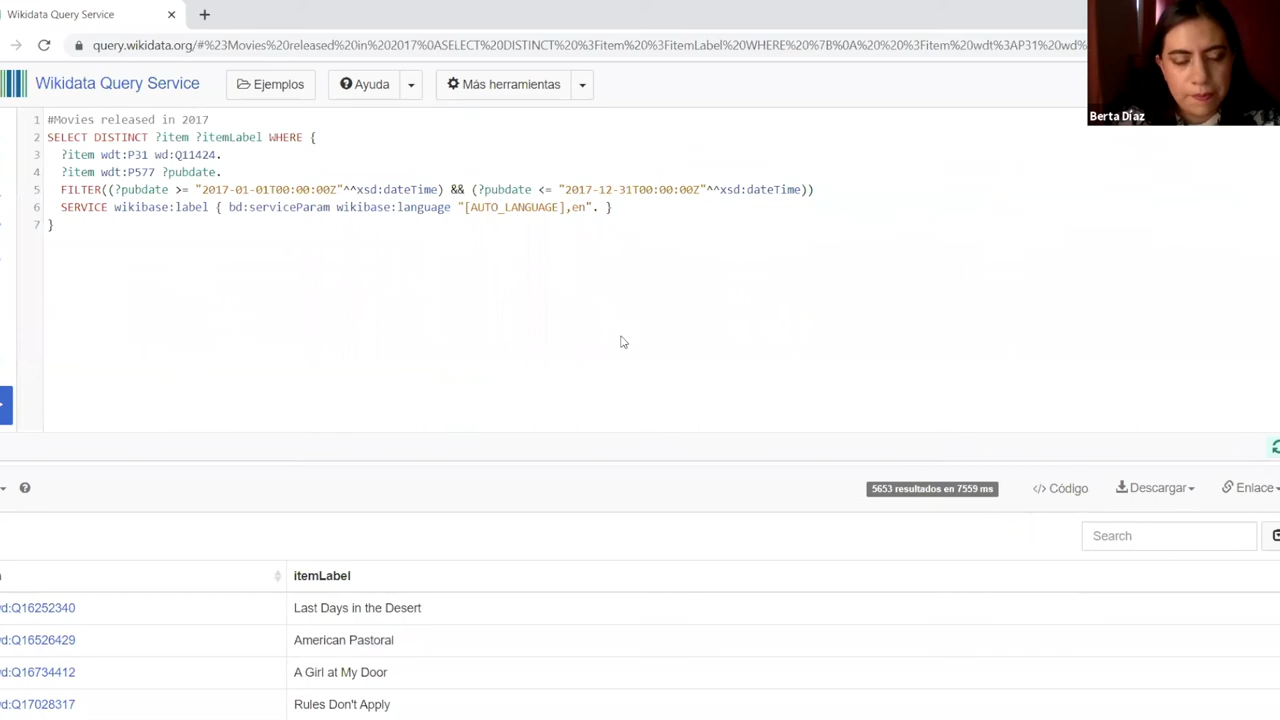 Wikidata Query Service
query.wikidata.org/#%23Movies%20released%20in%202017%0ASELECT%20DISTINCT%20%3Fitem%20%3FitemLabel%20WHERE%20%7B%0A%20%20%3Fitem%20wdt%3AP31%20wd
Berta Díaz
Wikidata Query Service
Ejemplos
Ayuda
Más herramientas
1 #Movies released in 2017
2 SELECT DISTINCT ?item ?itemLabel WHERE {
3 ?item wdt:P31 wd:Q11424.
4 ?item wdt:P577 ?pubdate.
5 FILTER((?pubdate >= "2017-01-01T00:00:00Z"^^xsd:dateTime) && (?pubdate <= "2017-12-31T00:00:00Z"^^xsd:dateTime))
6 SERVICE wikibase:label { bd:serviceParam wikibase:language "[AUTO_LANGUAGE],en". }
7 }
5653 resultados en 7559 ms
</> Código
Descargar
Enlace
Search
itemLabel
d:Q16252340 Last Days in the Desert
d:Q16526429 American Pastoral
d:Q16734412 A Girl at My Door
d:Q17028317 Rules Don't Apply